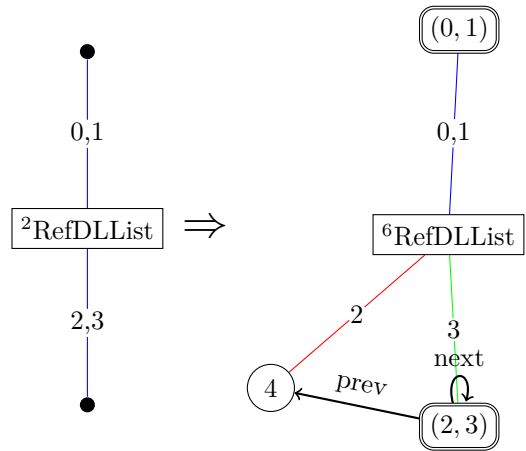 0,1
²RefDLList
2,3
⇒
(0, 1)
0,1
⁶RefDLList
2
3
next
4
prev
(2, 3)